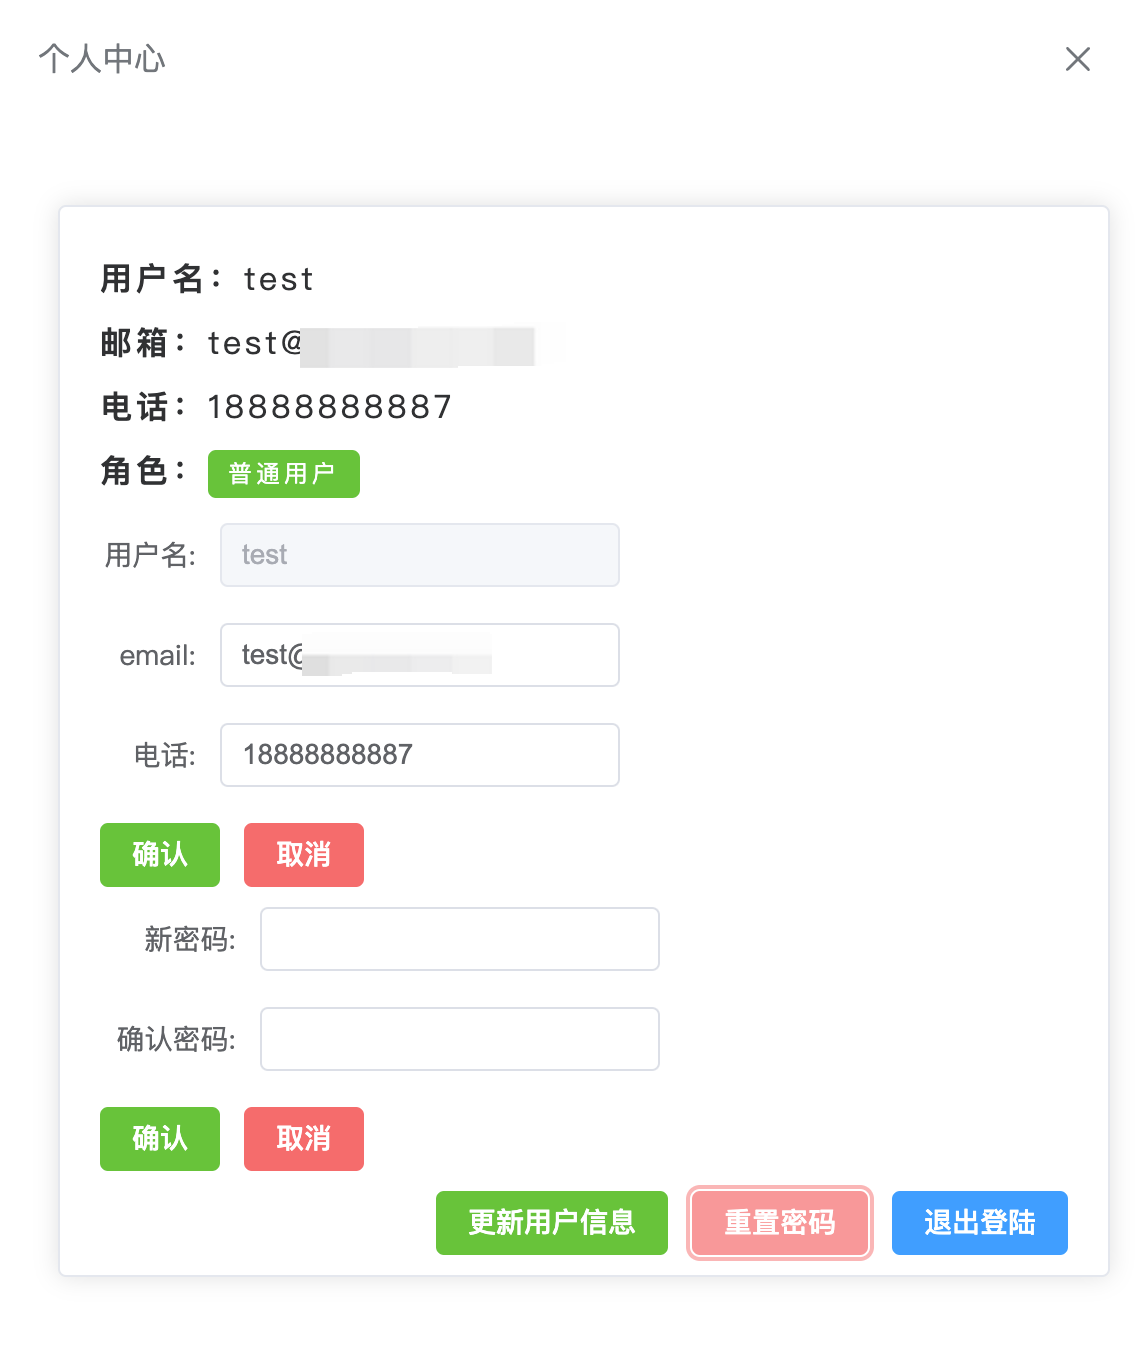 个人中心
用户名：test
邮箱：test@
电话：18888888887
角色：普通用户
用户名: test
email: test@
电话: 18888888887
确认 取消
新密码:
确认密码:
确认 取消
更新用户信息 重置密码 退出登陆